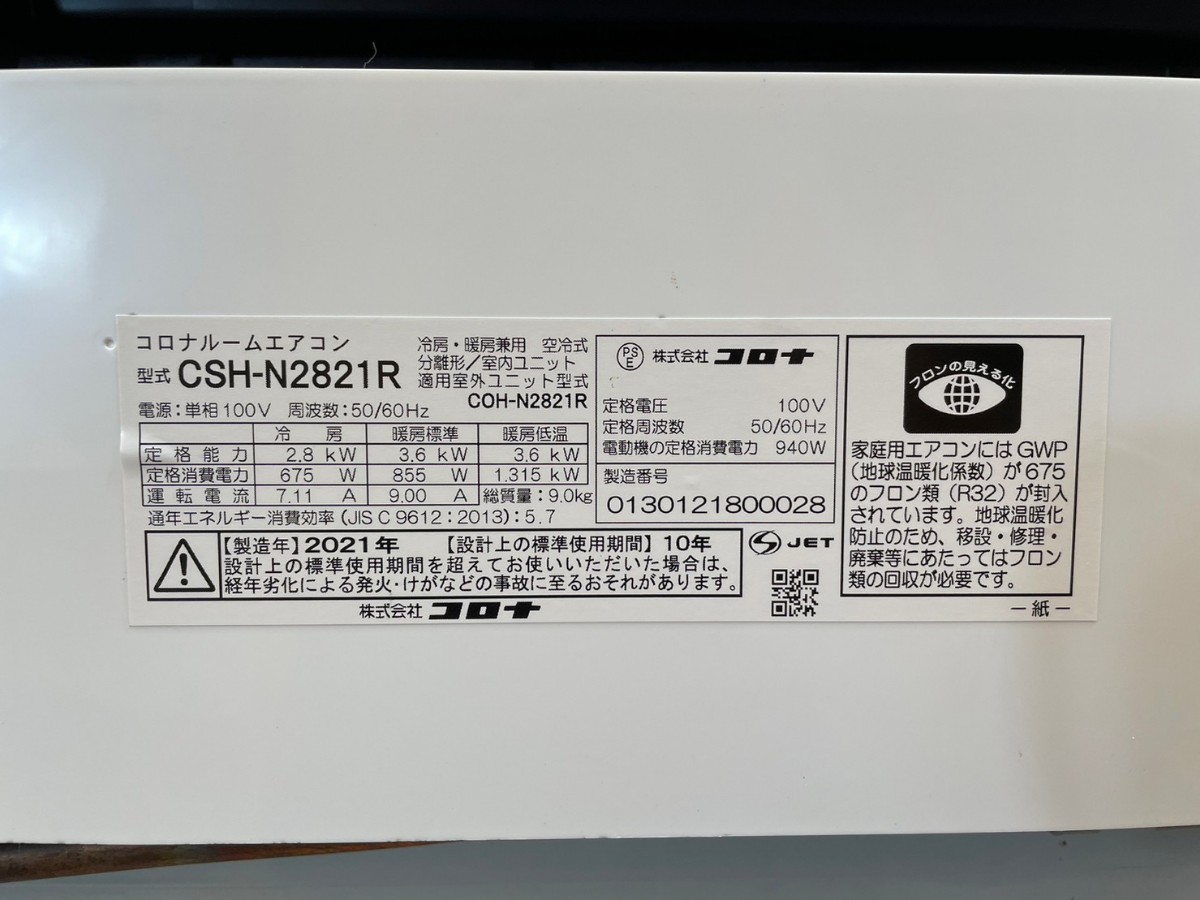 コロナルームエアコン
型式 CSH-N2821R
電源:単相100V 周波数:50/60Hz
冷房・暖房兼用 空冷式
分離形/室内ユニット
適用室外ユニット型式
COH-N2821R
冷房 暖房標準 暖房低温
定格能力 2.8 kW 3.6 kW 3.6 kW
定格消費電力 675 W 855 W 1.315 kW
運転電流 7.11 A 9.00 A 総質量:9.0kg
通年エネルギー消費効率(JIS C 9612:2013):5.7
【製造年】2021年 【設計上の標準使用期間】10年
設計上の標準使用期間を超えてお使いいただいた場合は、
経年劣化による発火・けがなどの事故に至るおそれがあります。
株式会社 コロナ
PSE 株式会社 コロナ
定格電圧 100V
定格周波数 50/60Hz
電動機の定格消費電力 940W
製造番号
0130121800028
JET
フロンの見える化
家庭用エアコンにはGWP
(地球温暖化係数)が675
のフロン類(R32)が封入
されています。地球温暖化
防止のため、移設・修理・
廃棄等にあたってはフロン
類の回収が必要です。
-紙-